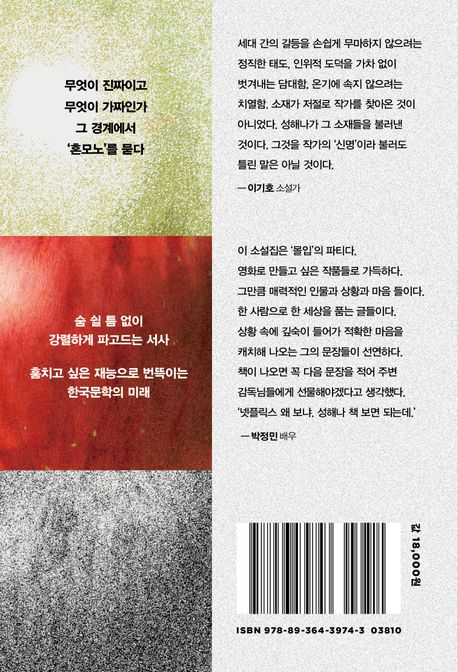 무엇이 진짜이고
무엇이 가짜인가
그 경계에서
‘혼모노’를 묻다
숨 쉴 틈 없이
강렬하게 파고드는 서사
훔치고 싶은 재능으로 번뜩이는
한국문학의 미래
세대 간의 갈등을 손쉽게 무마하지 않으려는
정직한 태도, 인위적 도덕을 가차 없이
벗겨내는 담대함, 온기에 속지 않으려는
치열함. 소재가 저절로 작가를 찾아온 것이
아니었다. 성해나가 그 소재들을 불러낸
것이다. 그것을 작가의 ‘신명’이라 불러도
틀린 말은 아닐 것이다.
— 이기호 소설가
이 소설집은 ‘몰입’의 파티다.
영화로 만들고 싶은 작품들로 가득하다.
그만큼 매력적인 인물과 상황과 마음 들이다.
한 사람으로 한 세상을 품는 글들이다.
상황 속에 깊숙이 들어가 적확한 마음을
캐치해 나오는 그의 문장들이 선연하다.
책이 나오면 꼭 다음 문장을 적어 주변
감독님들에게 선물해야겠다고 생각했다.
‘넷플릭스 왜 보냐. 성해나 책 보면 되는데.’
— 박정민 배우
값 18,000원
ISBN 978-89-364-3974-3 03810